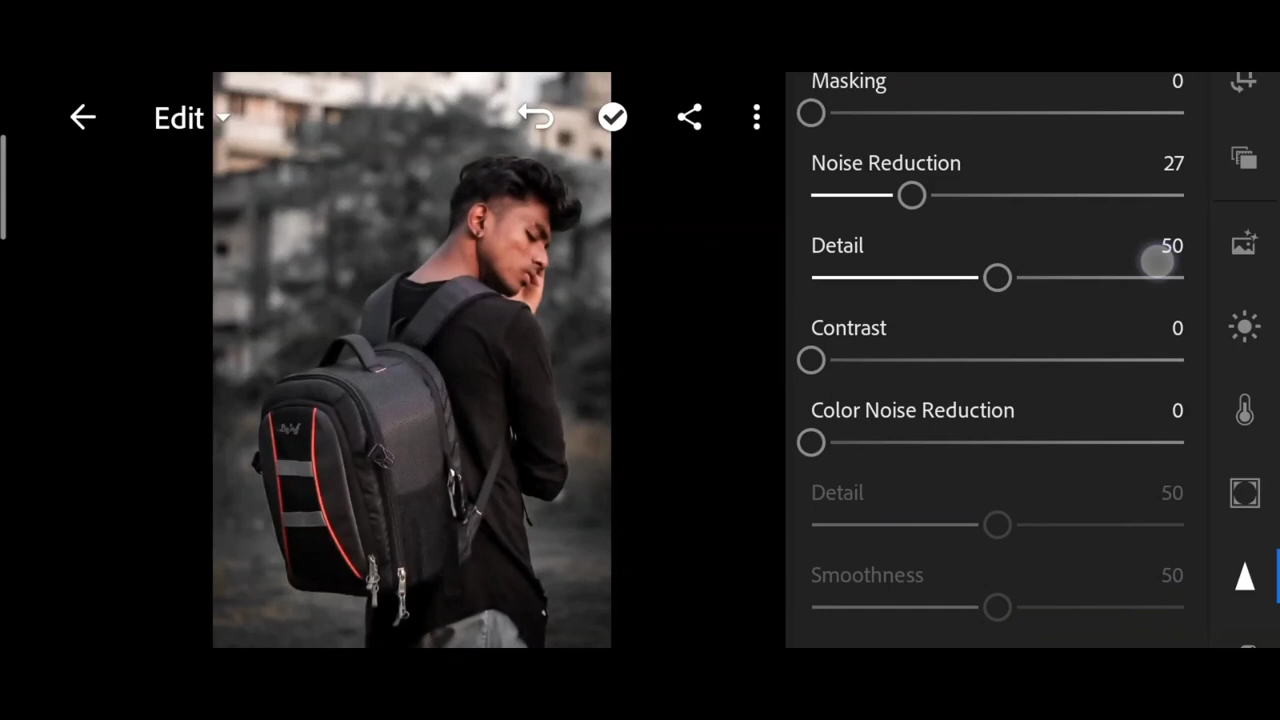 Edit
Masking 0
Noise Reduction 27
Detail 50
Contrast 0
Color Noise Reduction 0
Detail 50
Smoothness 50